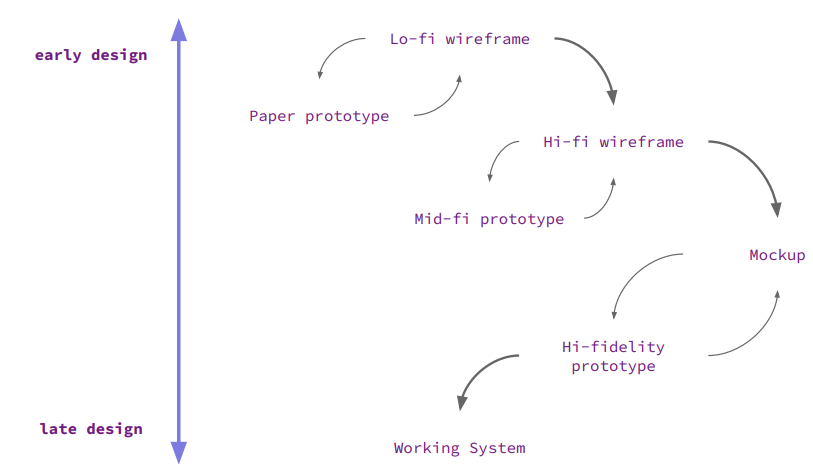 Lo-fi wireframe
early design
Paper prototype
Hi-fi wireframe
Mid-fi prototype
Mockup
Hi-fidelity
prototype
late design
Working System